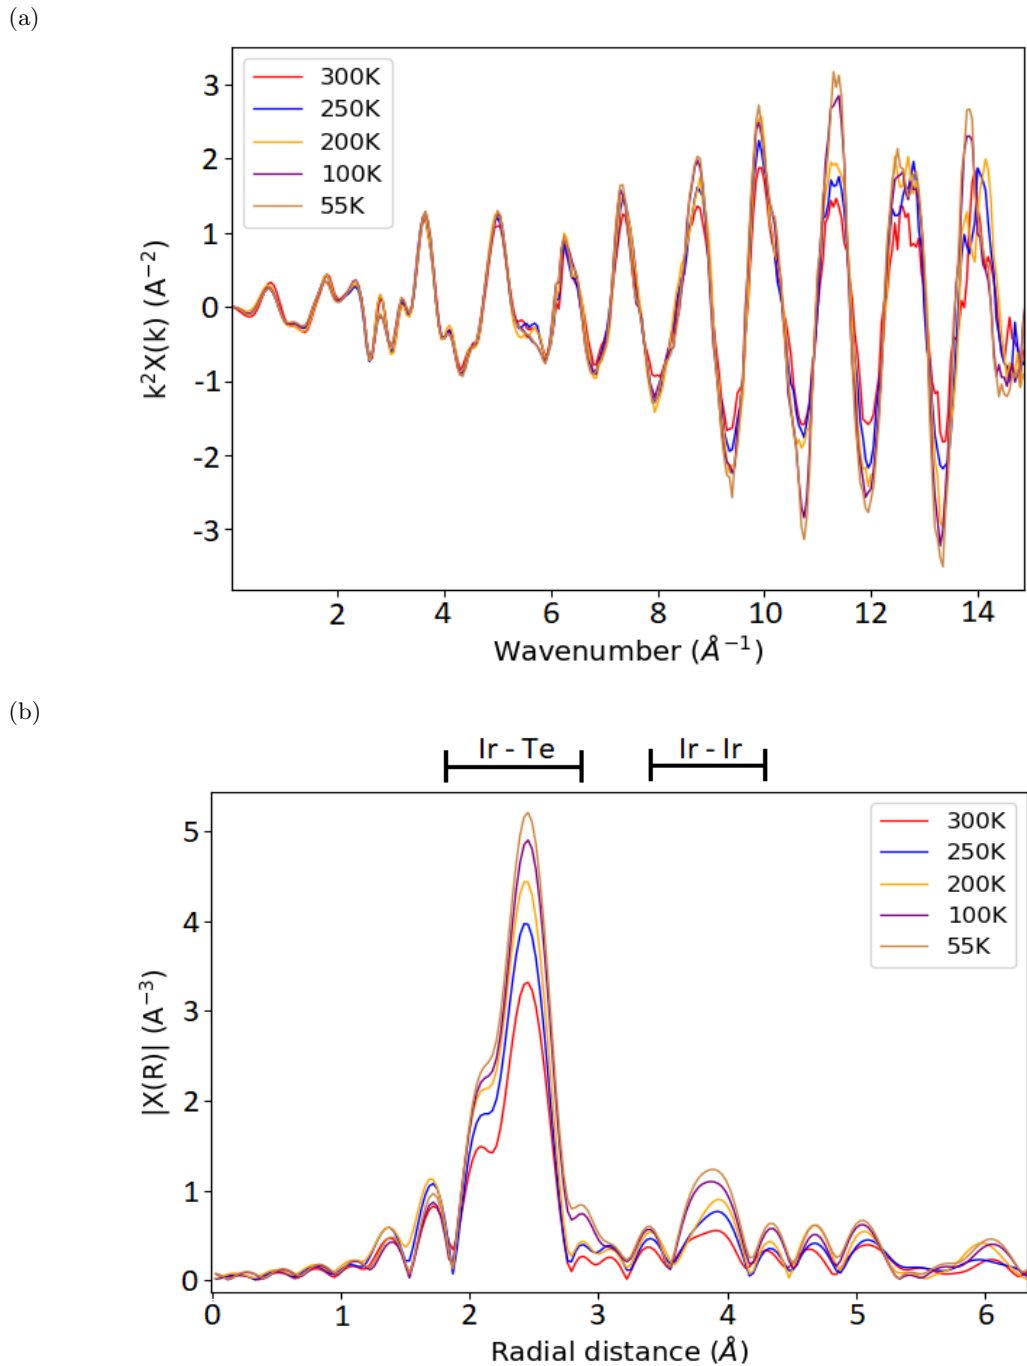 (a)
300K
250K
200K
100K
55K
3
2
1
0
-1
-2
-3
k²X(k) (A⁻²)
2 4 6 8 10 12 14
Wavenumber (Å⁻¹)
(b)
Ir - Te Ir - Ir
300K
250K
200K
100K
55K
5
4
3
2
1
0
|X(R)| (A⁻³)
0 1 2 3 4 5 6
Radial distance (Å)